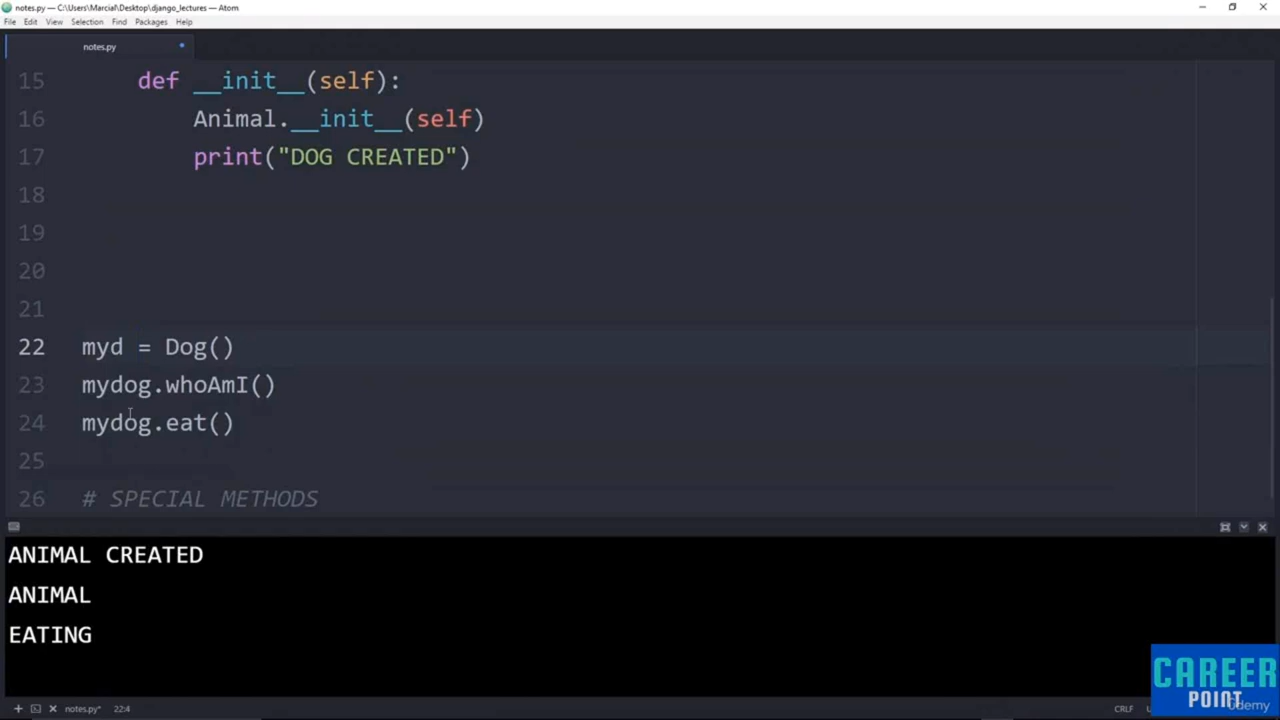 notes.py — C:\Users\Marcial\Desktop\django_lectures — Atom
File Edit View Selection Find Packages Help
notes.py
15 def __init__(self):
16 Animal.__init__(self)
17 print("DOG CREATED")
18
19
20
21
22 myd = Dog()
23 mydog.whoAmI()
24 mydog.eat()
25
26 # SPECIAL METHODS
ANIMAL CREATED
ANIMAL
EATING
CAREER
POINT
Udemy
notes.py* 22:4
CRLF